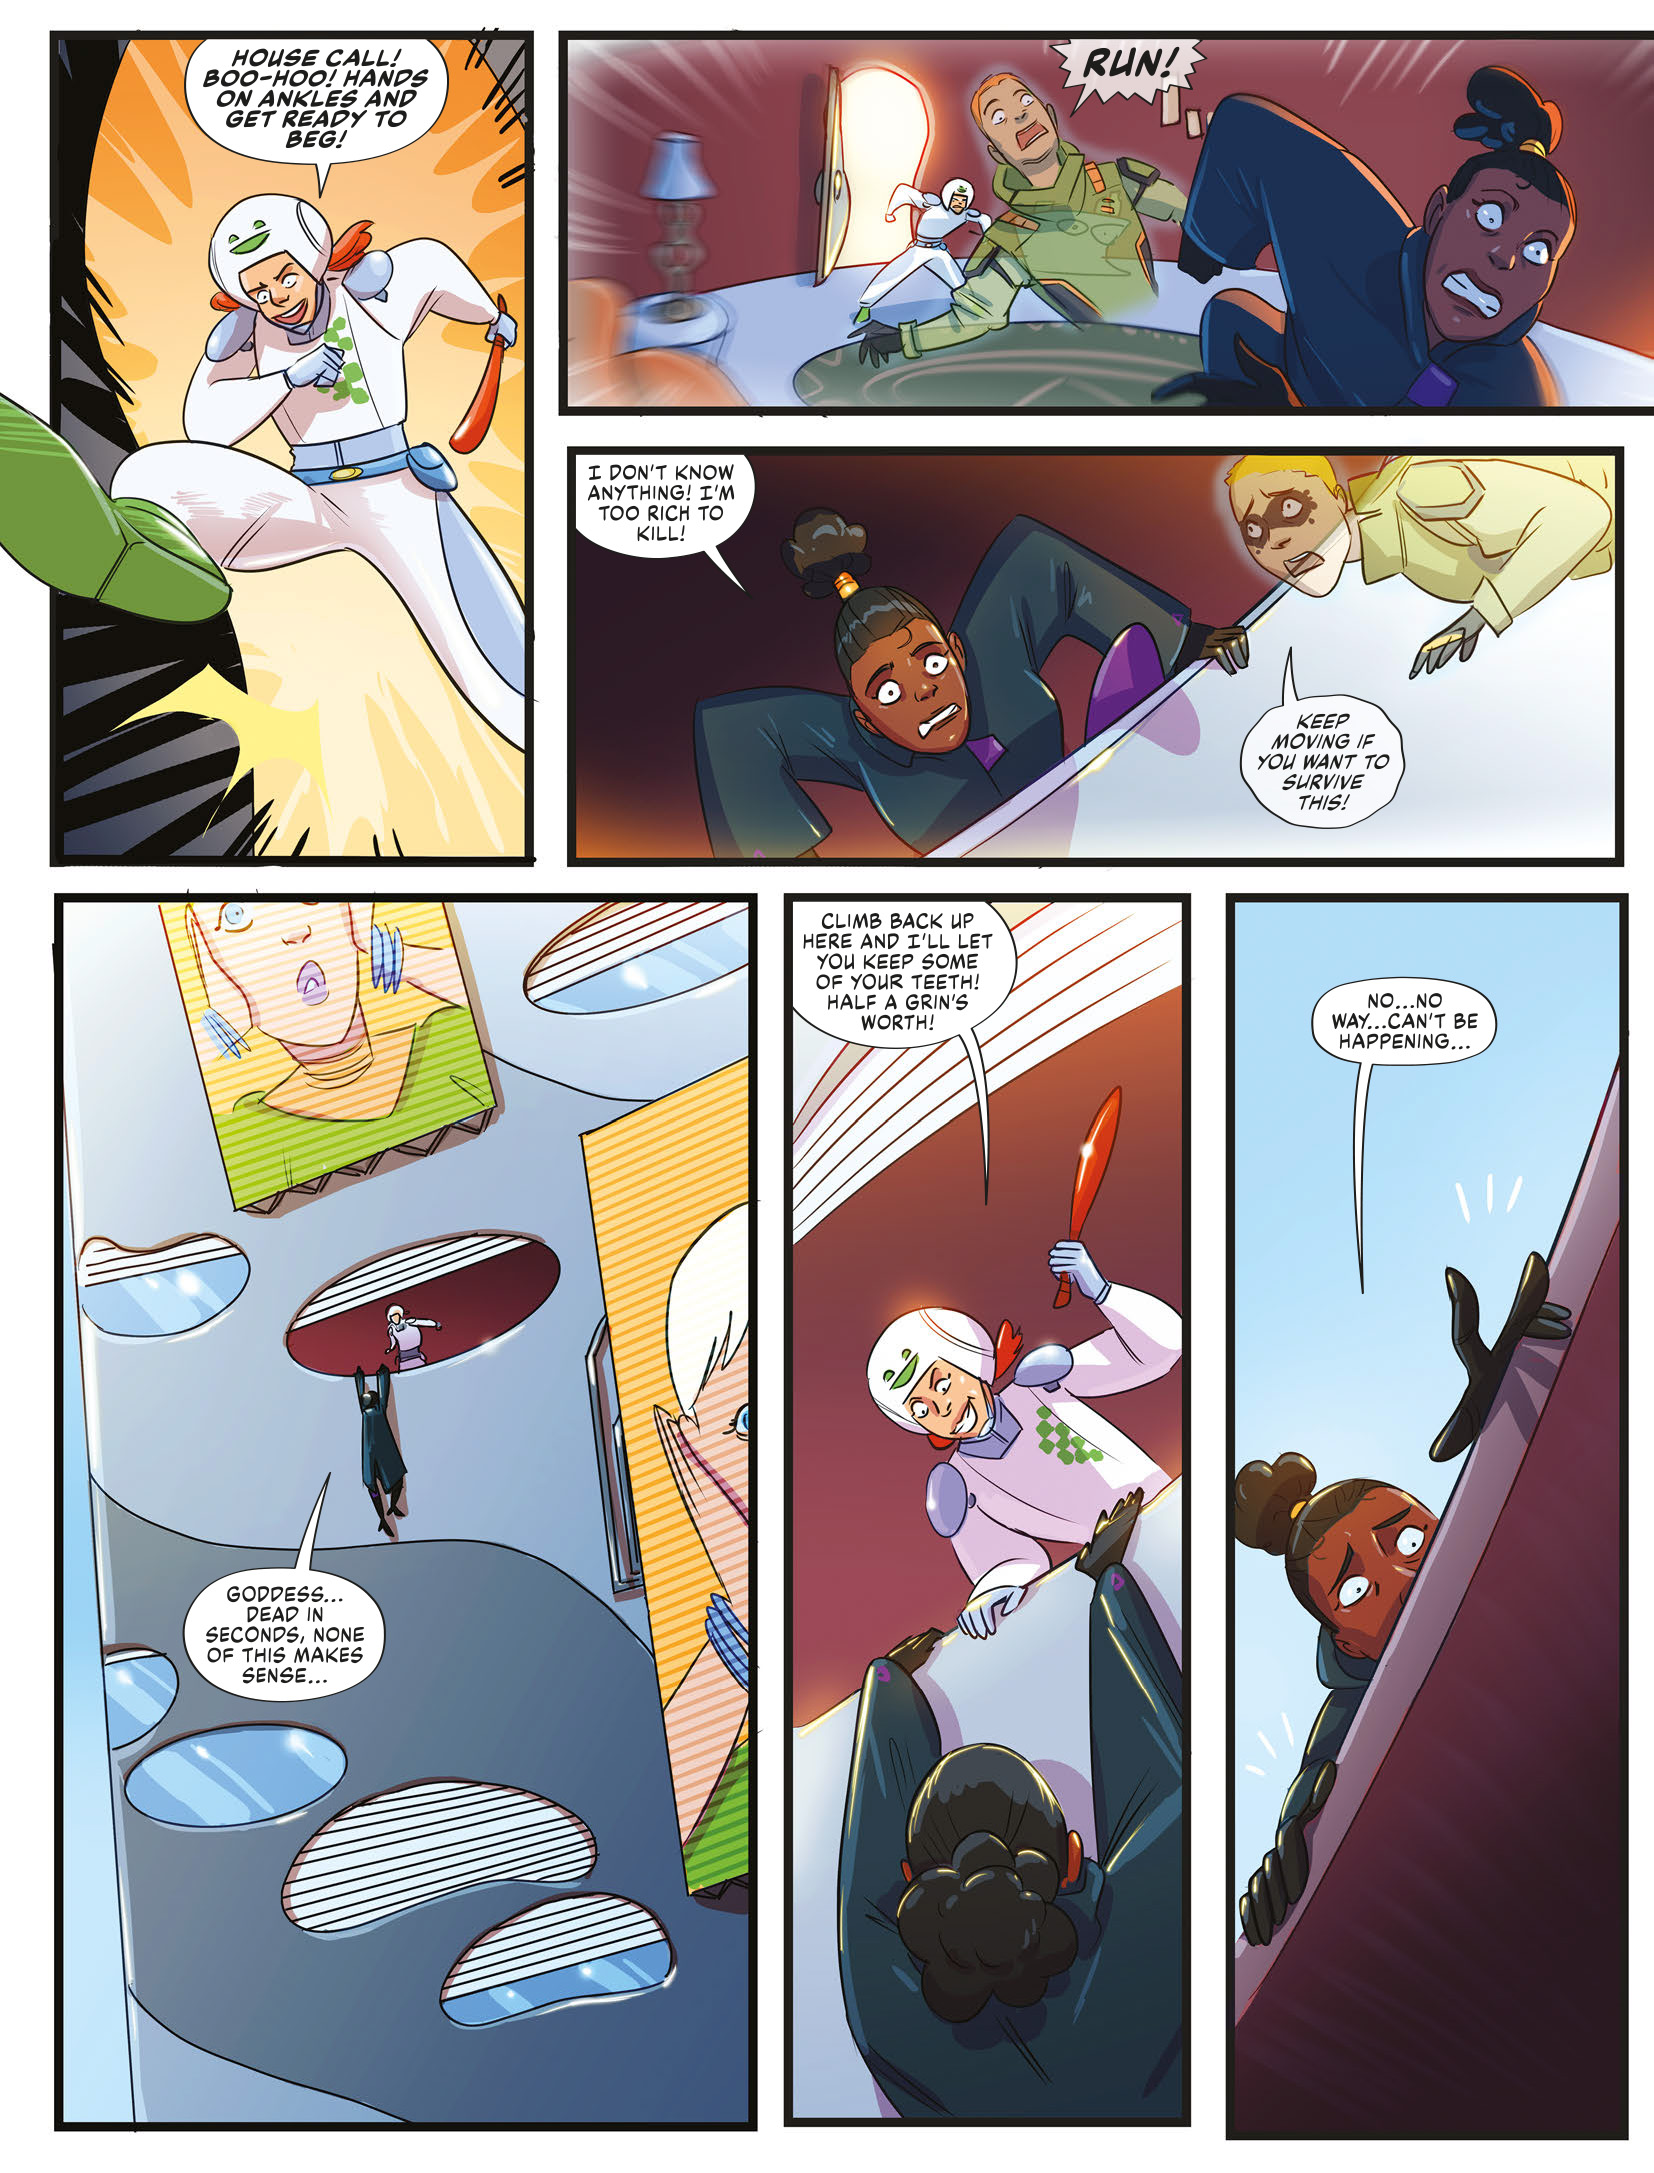 HOUSE CALL!
BOO-HOO! HANDS
ON ANKLES AND
GET READY TO
BEG!
RUN!
I DON'T KNOW
ANYTHING! I'M
TOO RICH TO
KILL!
KEEP
MOVING IF
YOU WANT TO
SURVIVE
THIS!
GODDESS...
DEAD IN
SECONDS, NONE
OF THIS MAKES
SENSE...
CLIMB BACK UP
HERE AND I'LL LET
YOU KEEP SOME
OF YOUR TEETH!
HALF A GRIN'S
WORTH!
NO...NO
WAY...CAN'T BE
HAPPENING...